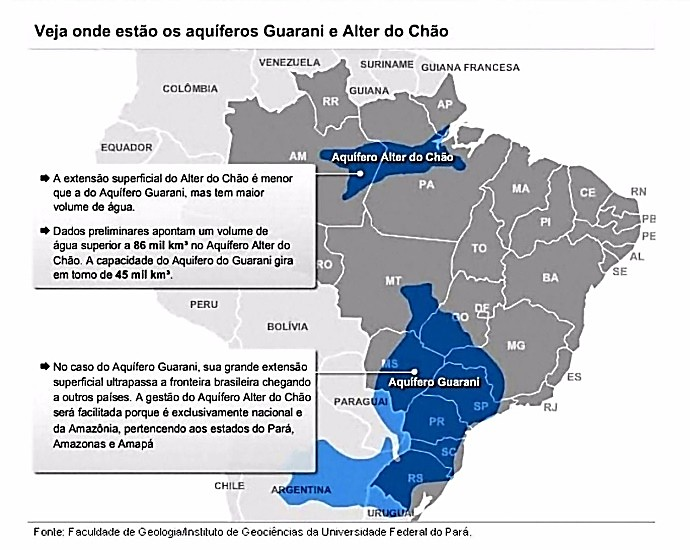 Veja onde estão os aquíferos Guarani e Alter do Chão
VENEZUELA
SURINAME
GUIANA FRANCESA
COLÔMBIA
GUIANA
RR
AP
EQUADOR
AM
Aquífero Alter do Chão
PA
MA
CE
RN
PB
PE
PI
AL
SE
TO
BA
RO
MT
➡ A extensão superficial do Alter do Chão é menor
que a do Aquífero Guarani, mas tem maior
volume de água.
➡ Dados preliminares apontam um volume de
água superior a 86 mil km³ no Aquífero Alter do
Chão. A capacidade do Aquifero do Guarani gira
em torno de 45 mil km³.
PERU
BOLÍVIA
DF
GO
MG
ES
RJ
MS
Aquífero Guarani
SP
PARAGUAI
PR
SC
RS
➡ No caso do Aquífero Guarani, sua grande extensão
superficial ultrapassa a fronteira brasileira chegando
a outros países. A gestão do Aquífero Alter do Chão
será facilitada porque é exclusivamente nacional e
da Amazônia, pertencendo aos estados do Pará,
Amazonas e Amapá
CHILE
ARGENTINA
URUGUAI
Fonte: Faculdade de Geologia/Instituto de Geociências da Universidade Federal do Pará.